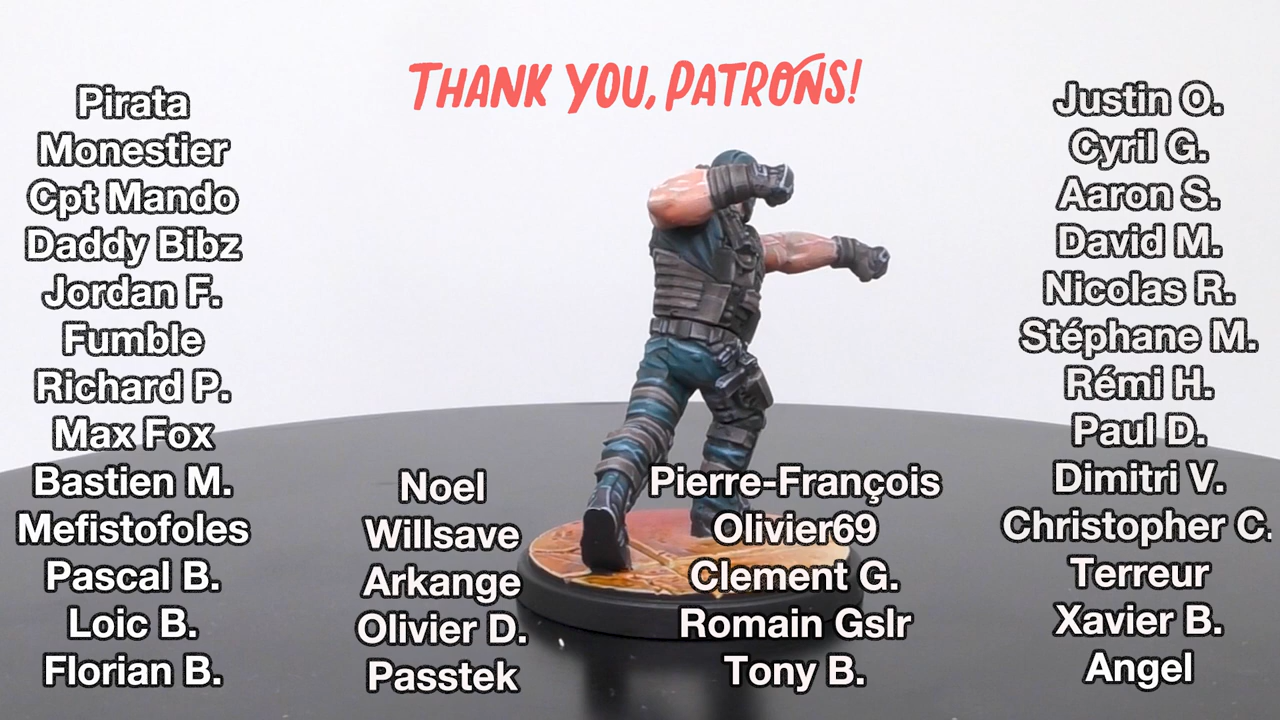 THANK YOU, PATRONS!
Pirata
Monestier
Cpt Mando
Daddy Bibz
Jordan F.
Fumble
Richard P.
Max Fox
Bastien M.
Mefistofoles
Pascal B.
Loic B.
Florian B.
Noel
Willsave
Arkange
Olivier D.
Passtek
Pierre-François
Olivier69
Clement G.
Romain Gslr
Tony B.
Justin O.
Cyril G.
Aaron S.
David M.
Nicolas R.
Stéphane M.
Rémi H.
Paul D.
Dimitri V.
Christopher C.
Terreur
Xavier B.
Angel